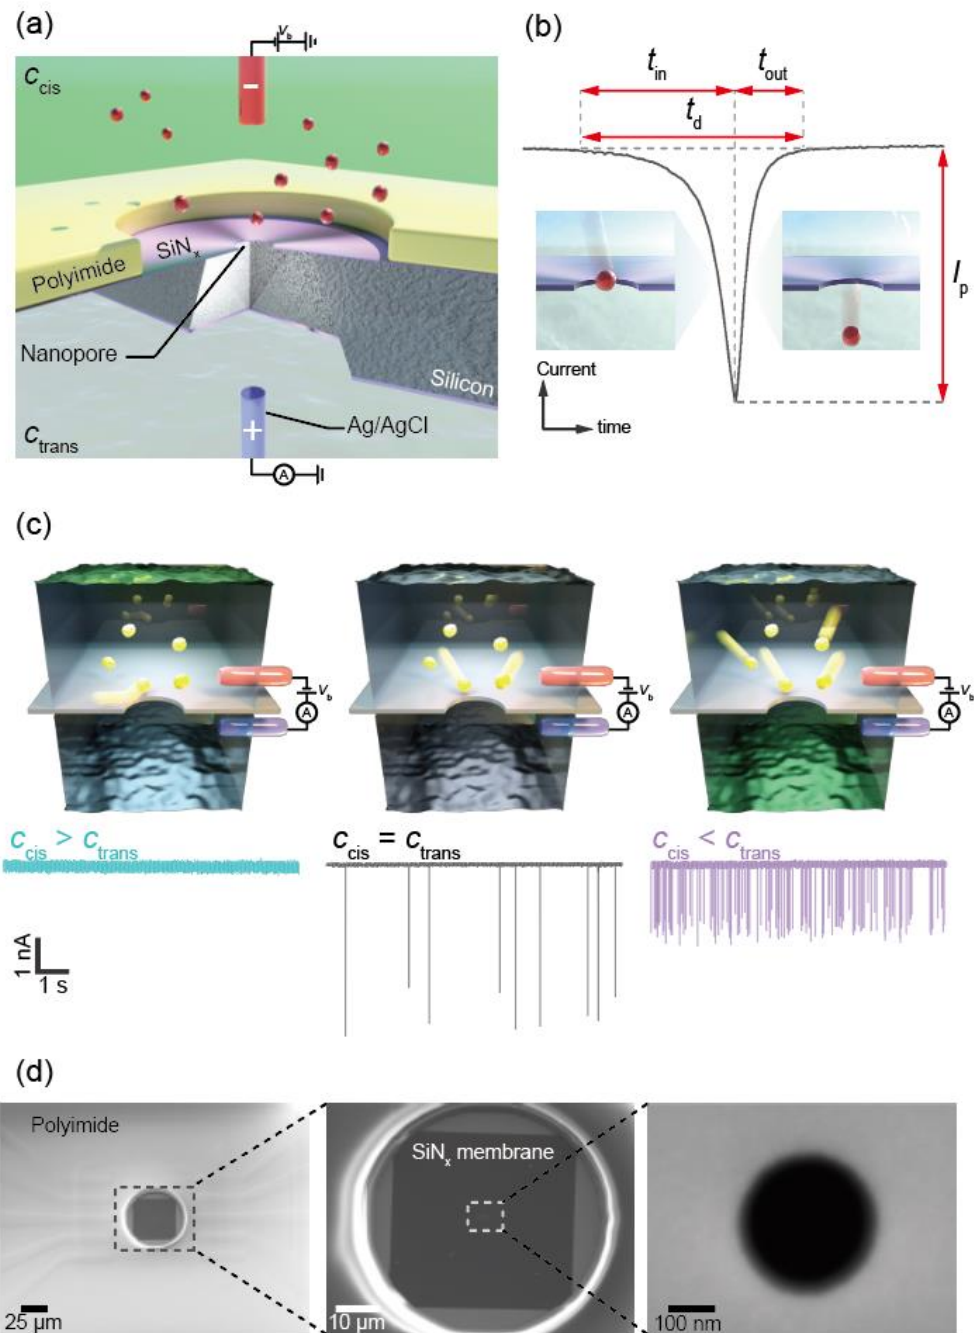 (a)
V_b
c_cis
−
SiN_x
Polyimide
Nanopore
Silicon
Ag/AgCl
+
c_trans
A
(b)
t_in
t_out
t_d
I_p
Current
time
(c)
V_b
A
V_b
A
V_b
A
c_cis > c_trans
c_cis = c_trans
c_cis < c_trans
1 nA
1 s
(d)
Polyimide
25 µm
SiN_x membrane
10 µm
100 nm